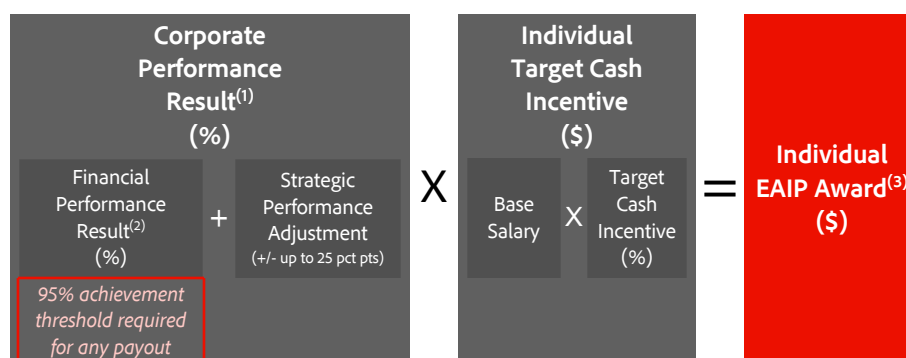 Corporate
Performance
Result(1)
(%)
Financial
Performance
Result(2)
(%)
+
Strategic
Performance
Adjustment
(+/- up to 25 pct pts)
95% achievement
threshold required
for any payout
X
Individual
Target Cash
Incentive
($)
Base
Salary
X
Target
Cash
Incentive
(%)
=
Individual
EAIP Award(3)
($)